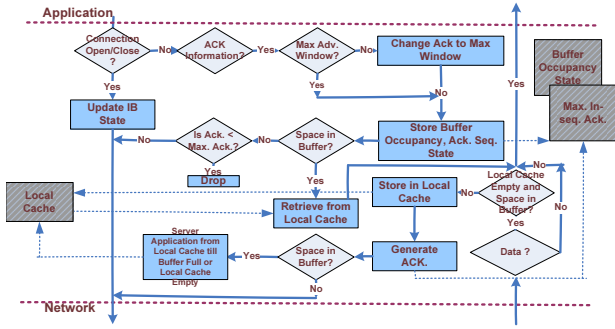 Application
Connection
Open/Close
?
No
ACK
Information?
Yes
Max Adv.
Window?
No
Change Ack to Max
Window
Yes
Buffer
Occupancy
State
Max. In-
seq. Ack.
Yes
No
Yes
Update IB
State
No
Is Ack. <
Max. Ack.?
No
Space in
Buffer?
Store Buffer
Occupancy, Ack. Seq.
State
Yes
Drop
Yes
No
Local Cache
Empty and Space
in Buffer?
No
Store in Local
Cache
Local
Cache
Retrieve from
Local Cache
No
Yes
Server
Application from
Local Cache till
Buffer Full or
Local Cache
Empty
Yes
Space in
Buffer?
Generate
ACK.
Data ?
No
Network